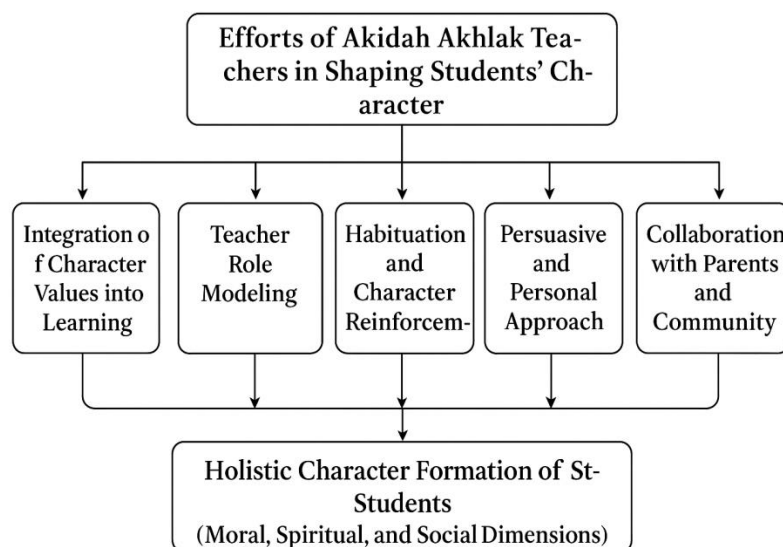 Efforts of Akidah Akhlak Tea-
chers in Shaping Students' Ch-
aracter
Integration o
f Character
Values into
Learning
Teacher
Role
Modeling
Habituation
and
Character
Reinforcem-
Persuasive
and
Personal
Approach
Collaboration
with Parents
and
Community
Holistic Character Formation of St-
Students
(Moral, Spiritual, and Social Dimensions)